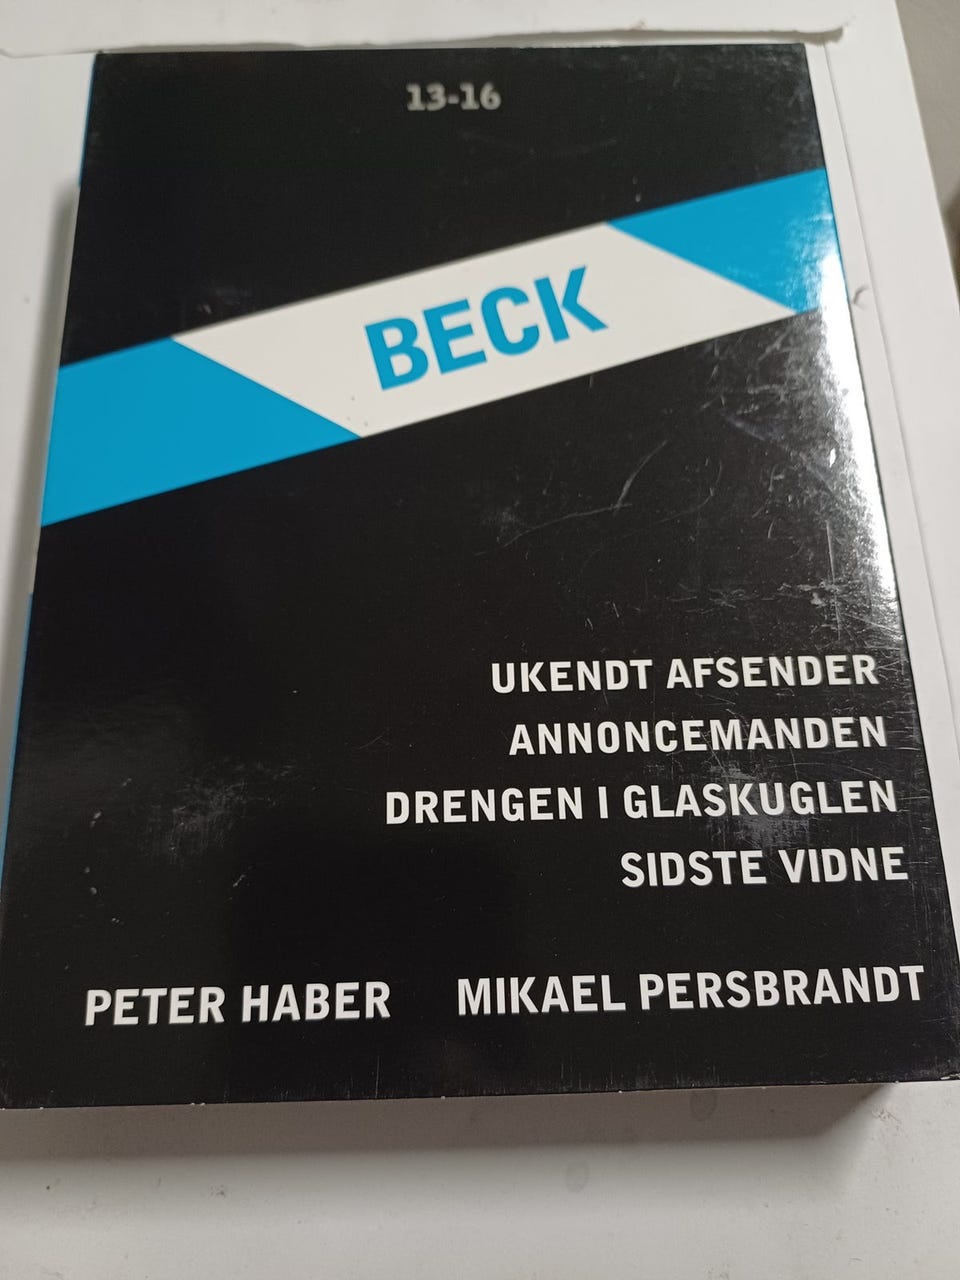 13-16
BECK
UKENDT AFSENDER
ANNONCEMANDEN
DRENGEN I GLASKUGLEN
SIDSTE VIDNE
PETER HABER MIKAEL PERSBRANDT